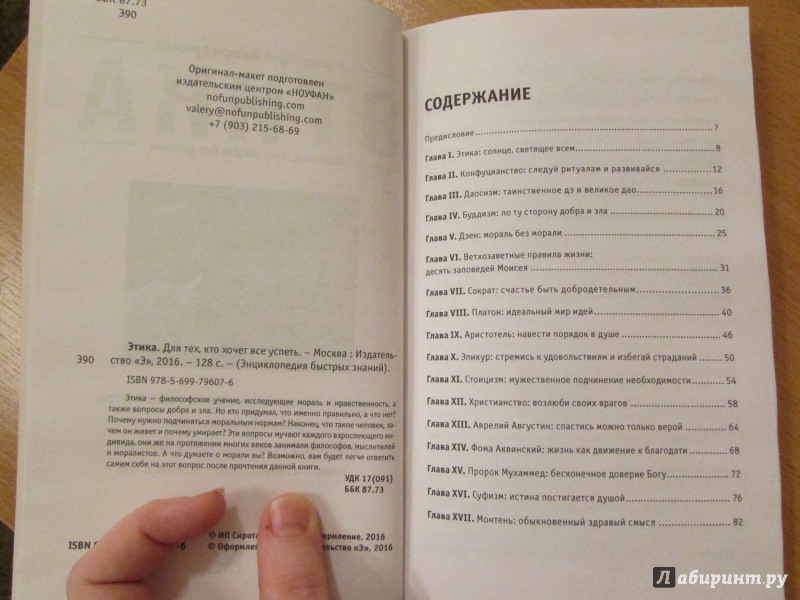 ББК 87.73
Э90
Оригинал-макет подготовлен
издательским центром «НОУФАН»
nofunpublishing.com
valery@nofunpublishing.com
+7 (903) 215-68-69
Этика. Для тех, кто хочет все успеть. – Москва : Издатель-
Э90 ство «Э», 2016. – 128 с. – (Энциклопедия быстрых знаний).
ISBN 978-5-699-79607-6
Этика – философское учение, исследующее мораль и нравственность, а
также вопросы добра и зла. Но кто придумал, что именно правильно, а что нет?
Почему нужно подчиняться моральным нормам? Наконец, что такое человек, за-
чем он живет и почему умирает? Эти вопросы мучают каждого взрослеющего ин-
дивида, они же на протяжении многих веков занимали философов, мыслителей
и моралистов. А что думаете о морали вы? Возможно, вам будет легче ответить
самим себе на этот вопрос после прочтения данной книги.
УДК 17(091)
ББК 87.73
© ИП Сирота формление, 2016
ISBN 9 -6 © Оформле льство «Э», 2016
СОДЕРЖАНИЕ
Предисловие 7
Глава I. Этика: солнце, светящее всем 8
Глава II. Конфуцианство: следуй ритуалам и развивайся 12
Глава III. Даосизм: таинственное дэ и великое дао 16
Глава IV. Буддизм: по ту сторону добра и зла 20
Глава V. Дзен: мораль без морали 25
Глава VI. Ветхозаветные правила жизни:
десять заповедей Моисея 31
Глава VII. Сократ: счастье быть добродетельным 36
Глава VIII. Платон: идеальный мир идей 40
Глава IX. Аристотель: навести порядок в душе 46
Глава X. Эпикур: стремись к удовольствиям и избегай страданий 50
Глава XI. Стоицизм: мужественное подчинение необходимости 54
Глава XII. Христианство: возлюби своих врагов 58
Глава XIII. Аврелий Августин: спастись можно только верой 64
Глава XIV. Фома Аквинский: жизнь как движение к благодати 68
Глава XV. Пророк Мухаммед: бесконечное доверие Богу 72
Глава XVI. Суфизм: истина постигается душой 76
Глава XVII. Монтень: обыкновенный здравый смысл 82
Лабиринт.ру